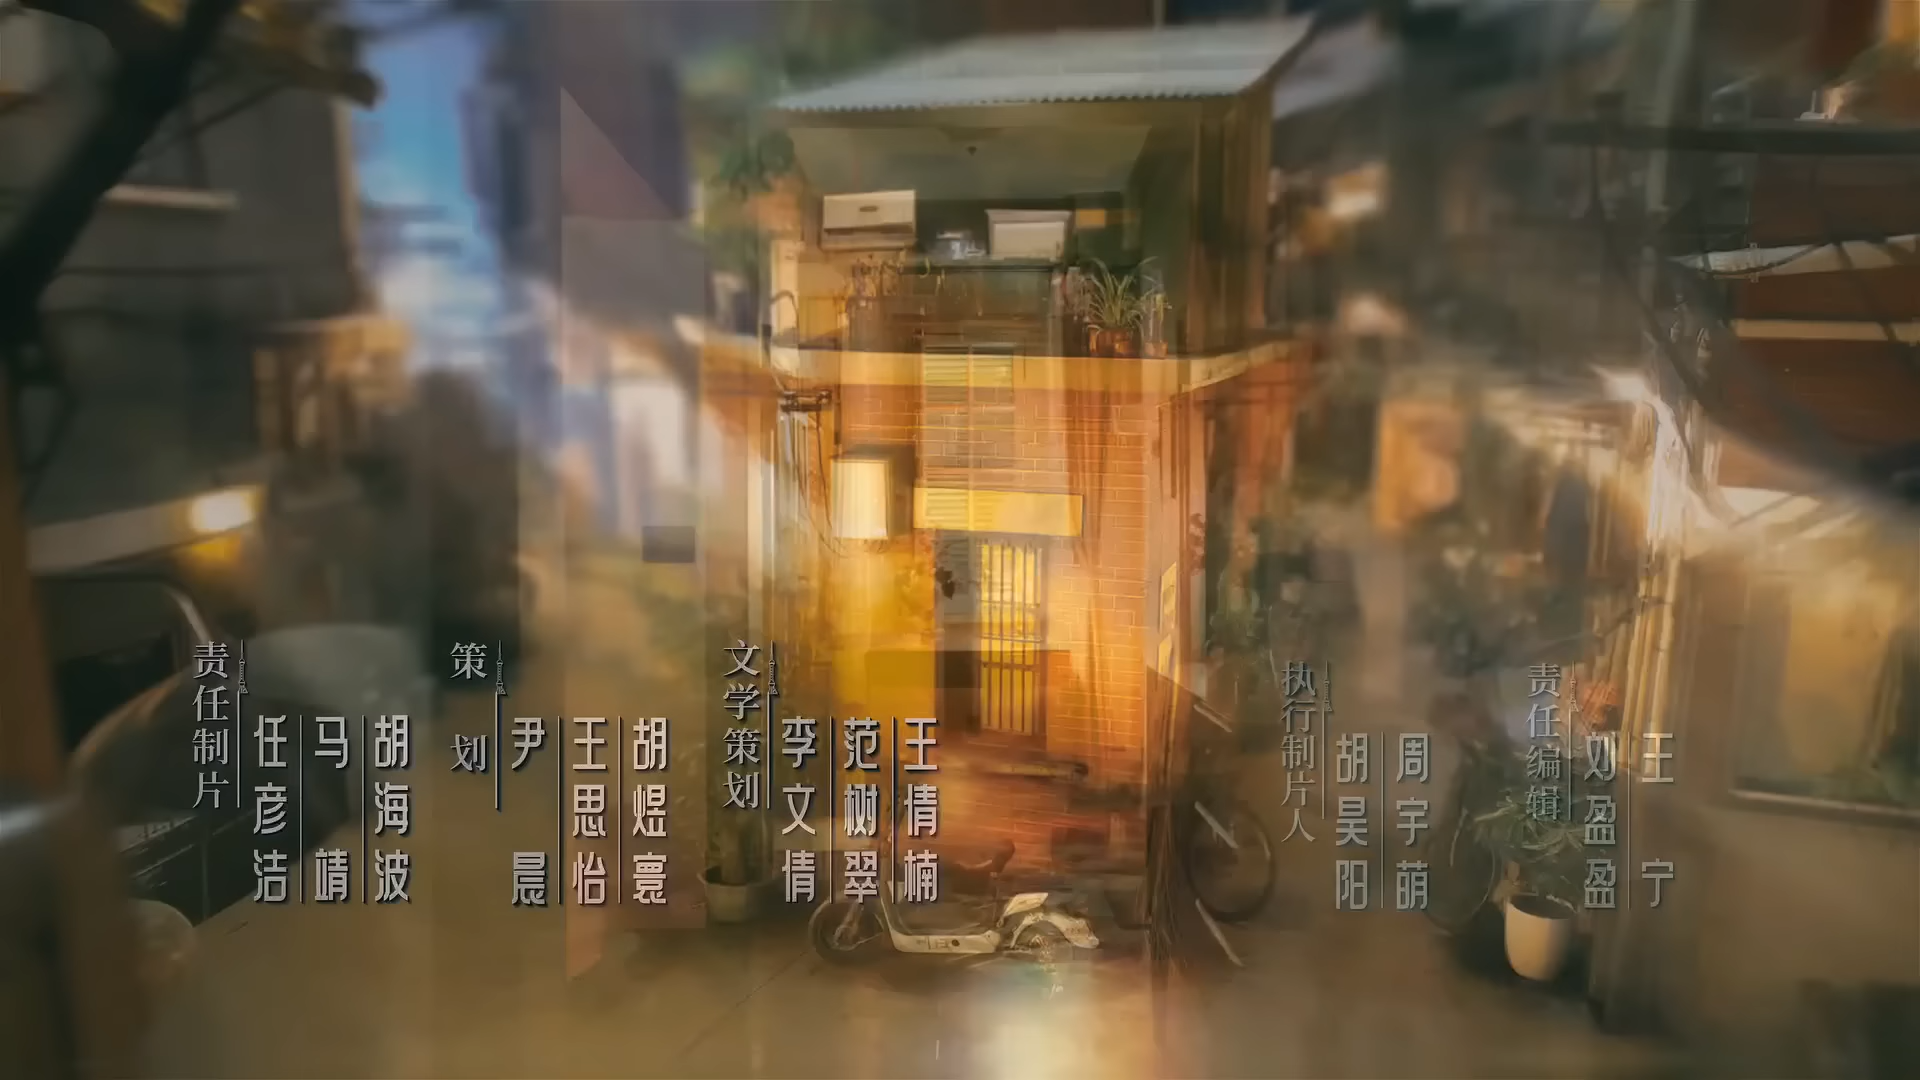 责任制片
任彦洁
马靖
胡海波
策划
尹晨
王思怡
胡煜寰
文学策划
李文倩
范树翠
王倩楠
执行制片人
胡昊阳
周宇萌
责任编辑
刘盈盈
王宁